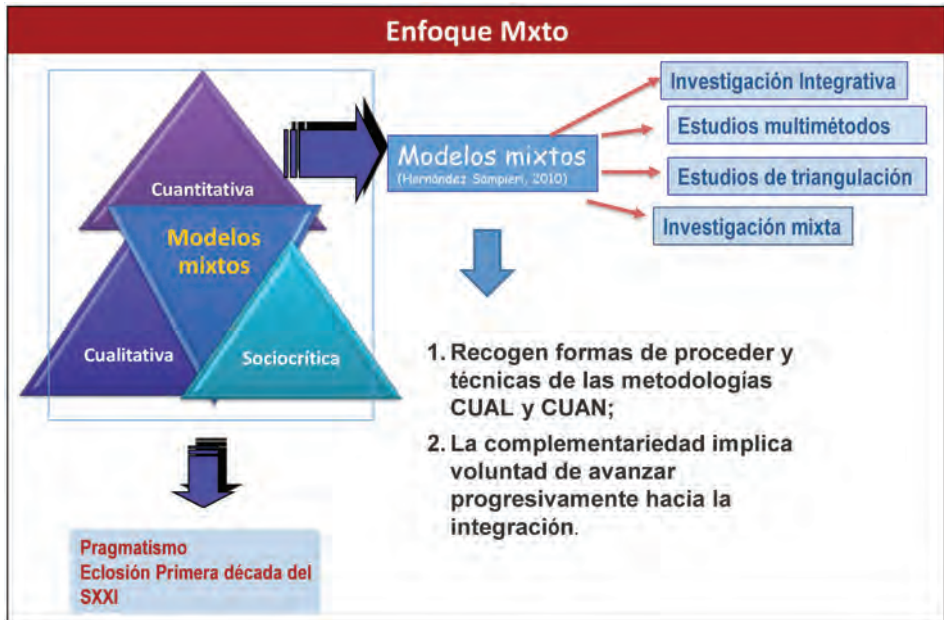 Enfoque Mxto
Cuantitativa
Modelos
mixtos
Cualitativa
Sociocrítica
Modelos mixtos
(Hernández Sampieri, 2010)
Investigación Integrativa
Estudios multimétodos
Estudios de triangulación
Investigación mixta
1. Recogen formas de proceder y
técnicas de las metodologías
CUAL y CUAN;
2. La complementariedad implica
voluntad de avanzar
progresivamente hacia la
integración.
Pragmatismo
Eclosión Primera década del
SXXI